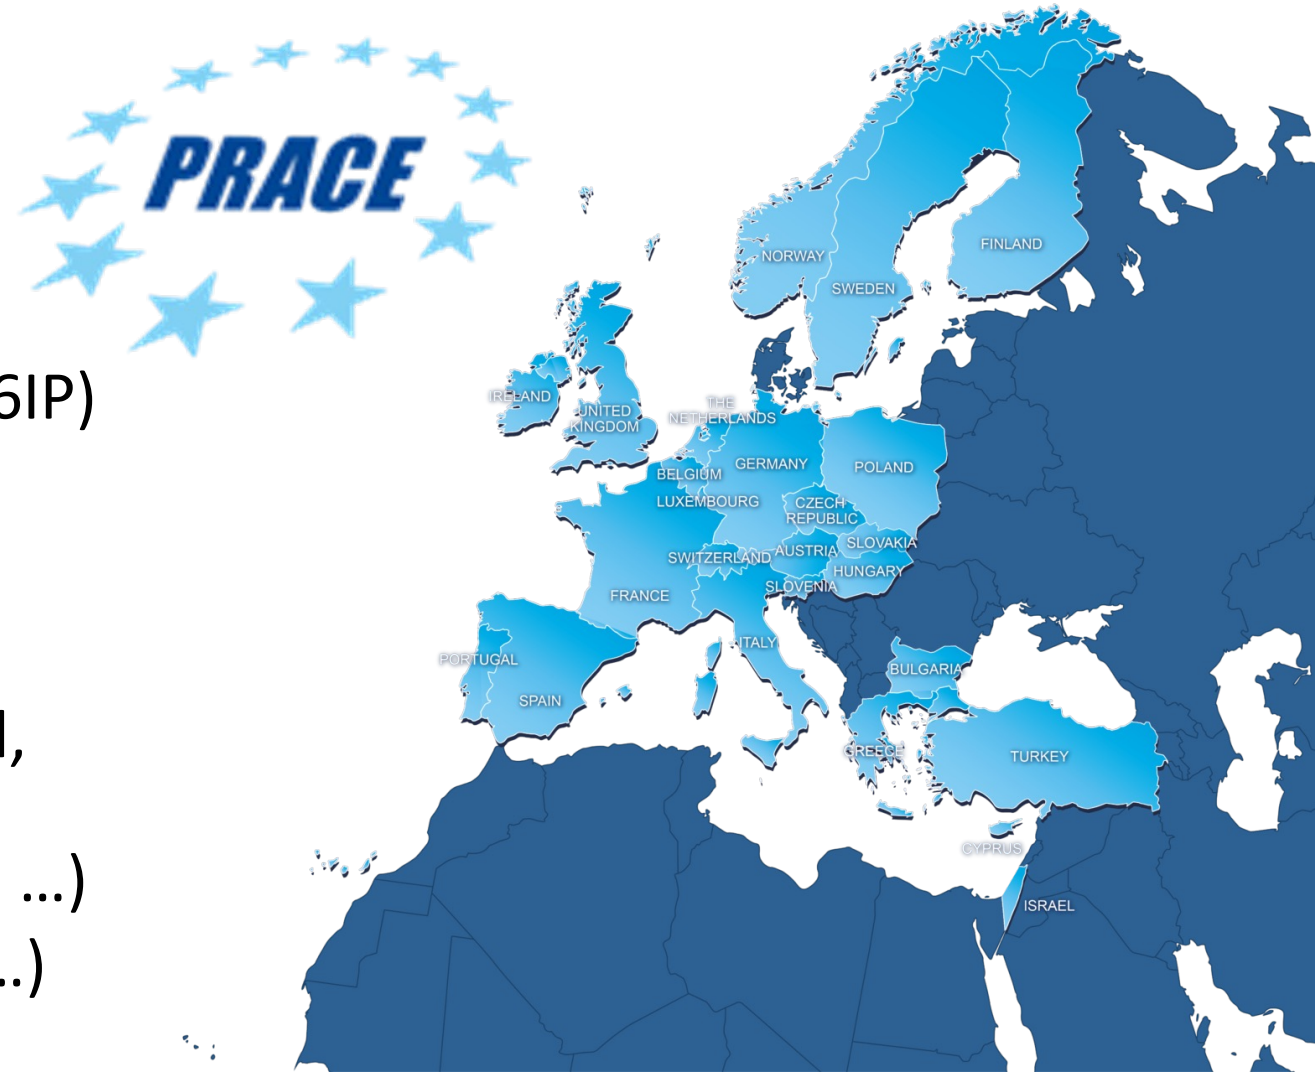 PRACE
6IP)
l,
...)
..)
NORWAY
FINLAND
SWEDEN
IRELAND
UNITED
KINGDOM
THE
NETHERLANDS
BELGIUM
GERMANY
POLAND
LUXEMBOURG
CZECH
REPUBLIC
SLOVAKIA
SWITZERLAND
AUSTRIA
HUNGARY
SLOVENIA
FRANCE
ITALY
PORTUGAL
SPAIN
BULGARIA
GREECE
TURKEY
CYPRUS
ISRAEL